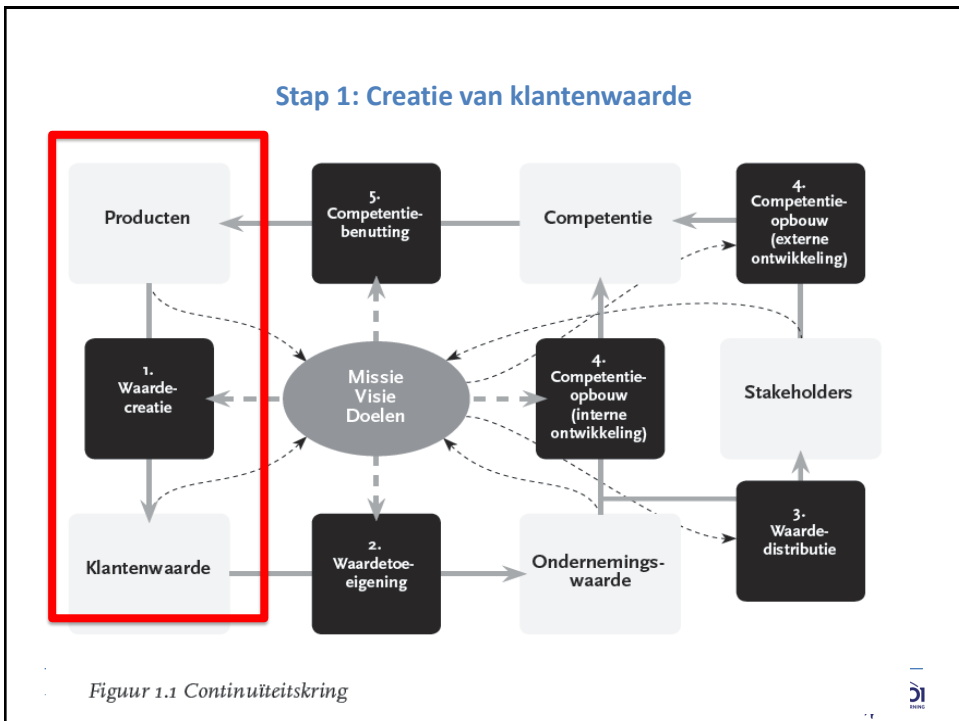 Stap 1: Creatie van klantenwaarde
Producten
5.
Competentie-
benutting
Competentie
4.
Competentie-
opbouw
(externe
ontwikkeling)
1.
Waarde-
creatie
Missie
Visie
Doelen
4.
Competentie-
opbouw
(interne
ontwikkeling)
Stakeholders
Klantenwaarde
2.
Waardetoe-
eigening
Ondernemings-
waarde
3.
Waarde-
distributie
Figuur 1.1 Continuïteitskring